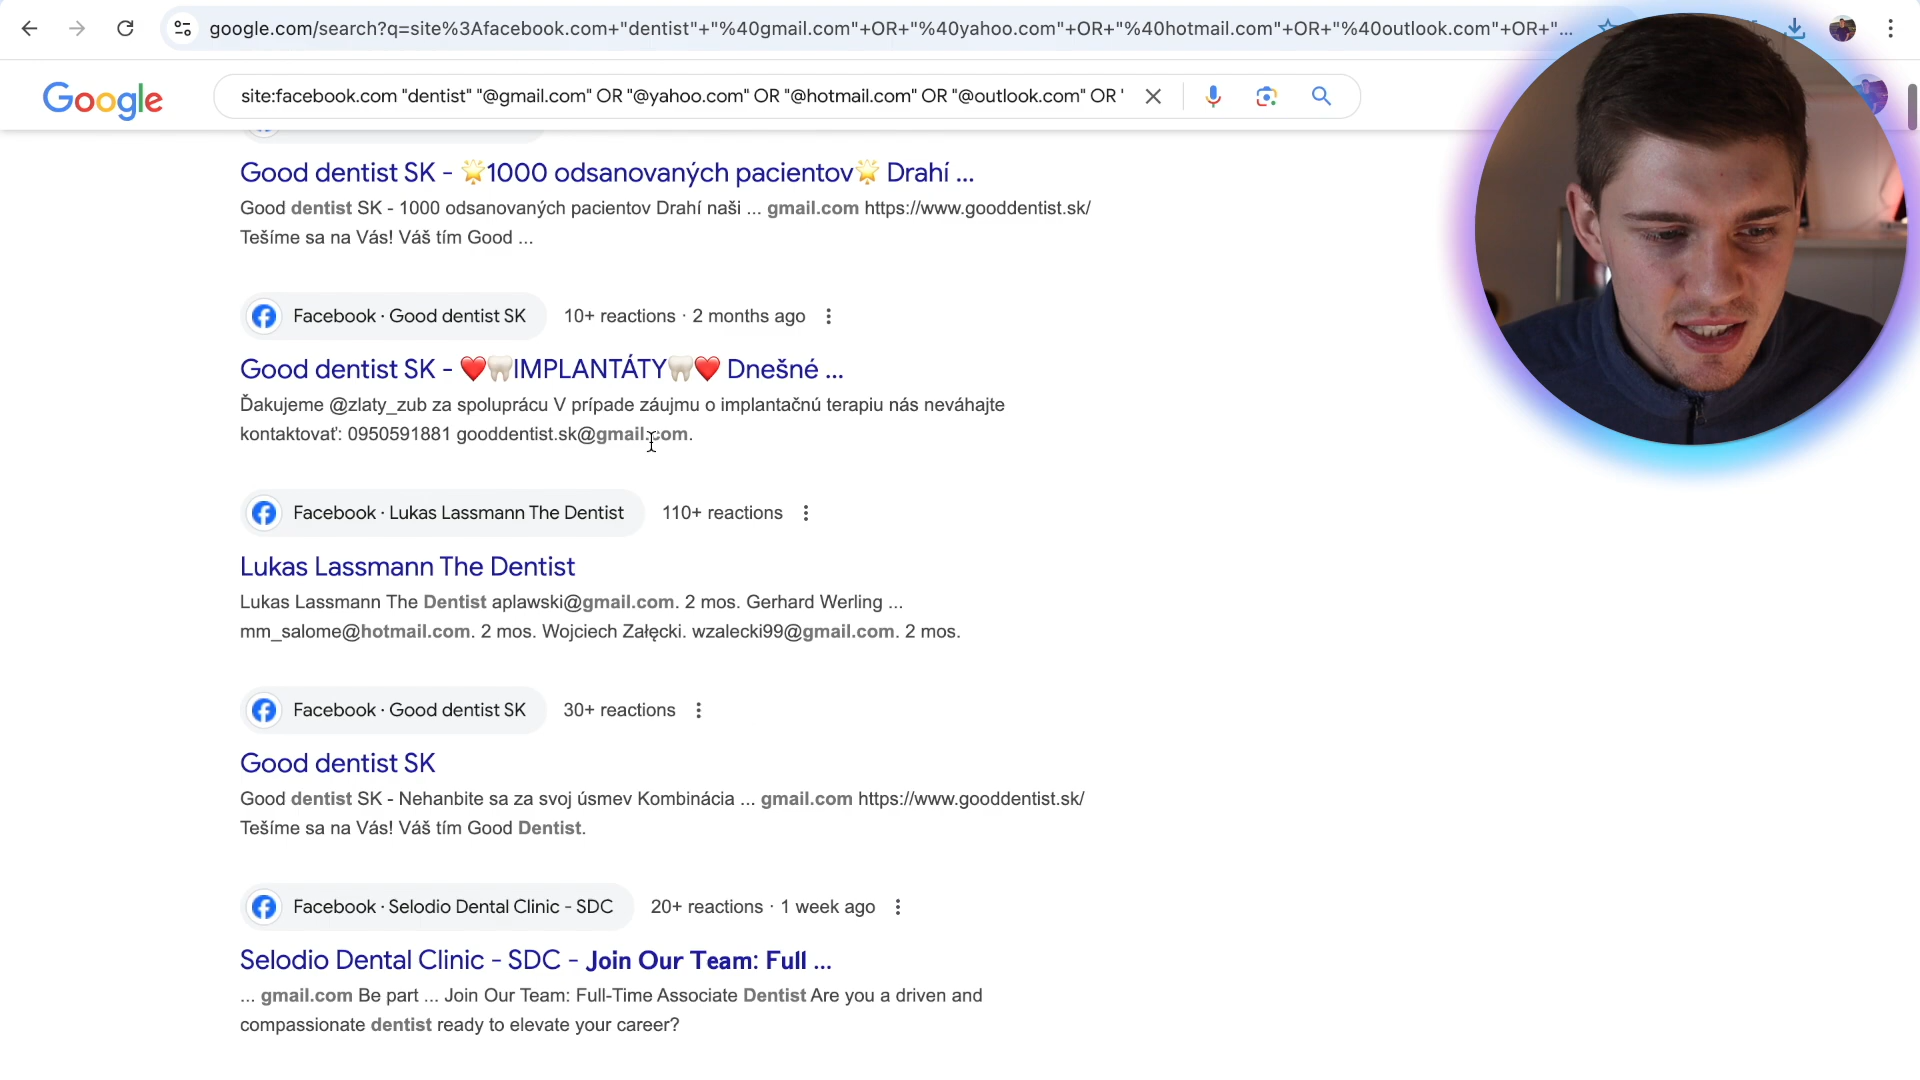 google.com/search?q=site%3Afacebook.com+"dentist"+"%40gmail.com"+OR+"%40yahoo.com"+OR+"%40hotmail.com"+OR+"%40outlook.com"+OR+"...
Google
site:facebook.com "dentist" "@gmail.com" OR "@yahoo.com" OR "@hotmail.com" OR "@outlook.com" OR "
Good dentist SK - 🌟1000 odsanovaných pacientov🌟 Drahí ...
Good dentist SK - 1000 odsanovaných pacientov Drahí naši ... gmail.com https://www.gooddentist.sk/
Tešíme sa na Vás! Váš tím Good ...
Facebook · Good dentist SK 10+ reactions · 2 months ago
Good dentist SK - ❤️🦷IMPLANTÁTY🦷❤️ Dnešné ...
Ďakujeme @zlaty_zub za spoluprácu V prípade záujmu o implantačnú terapiu nás neváhajte
kontaktovať: 0950591881 gooddentist.sk@gmail.com.
Facebook · Lukas Lassmann The Dentist 110+ reactions
Lukas Lassmann The Dentist
Lukas Lassmann The Dentist aplawski@gmail.com. 2 mos. Gerhard Werling ...
mm_salome@hotmail.com. 2 mos. Wojciech Załęcki. wzalecki99@gmail.com. 2 mos.
Facebook · Good dentist SK 30+ reactions
Good dentist SK
Good dentist SK - Nehanbite sa za svoj úsmev Kombinácia ... gmail.com https://www.gooddentist.sk/
Tešíme sa na Vás! Váš tím Good Dentist.
Facebook · Selodio Dental Clinic - SDC 20+ reactions · 1 week ago
Selodio Dental Clinic - SDC - Join Our Team: Full ...
... gmail.com Be part ... Join Our Team: Full-Time Associate Dentist Are you a driven and
compassionate dentist ready to elevate your career?